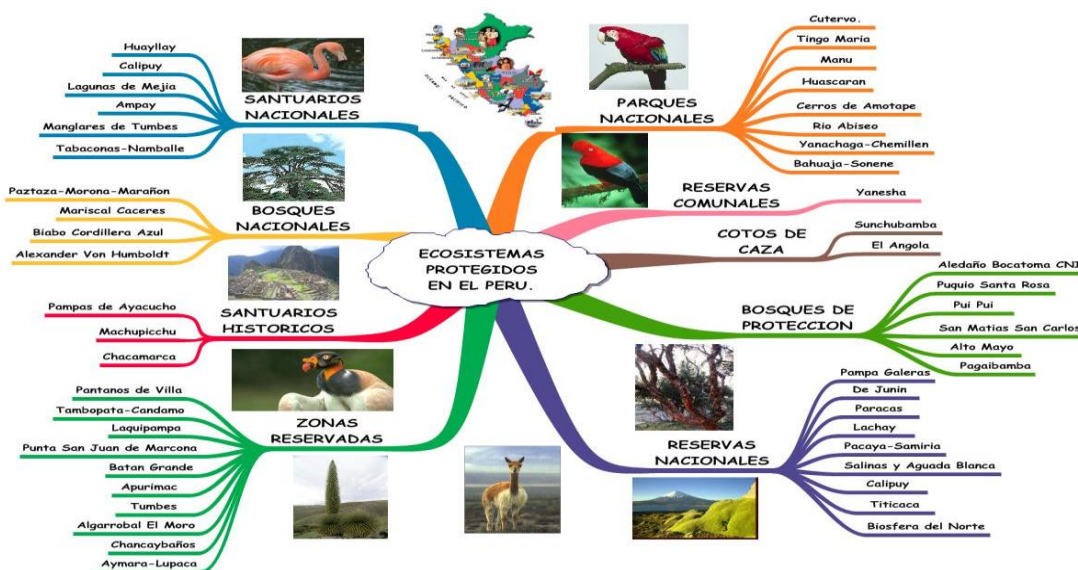 ECOSISTEMAS
PROTEGIDOS
EN EL PERU.
SANTUARIOS
NACIONALES
Huayllay
Calipuy
Lagunas de Mejia
Ampay
Manglares de Tumbes
Tabaconas-Namballe
BOSQUES
NACIONALES
Paztaza-Morona-Marañon
Mariscal Caceres
Biabo Cordillera Azul
Alexander Von Humboldt
SANTUARIOS
HISTORICOS
Pampas de Ayacucho
Machupicchu
Chacamarca
ZONAS
RESERVADAS
Pantanos de Villa
Tambopata-Candamo
Laquipampa
Punta San Juan de Marcona
Batan Grande
Apurimac
Tumbes
Algarrobal El Moro
Chancaybaños
Aymara-Lupaca
PARQUES
NACIONALES
Cutervo.
Tingo Maria
Manu
Huascaran
Cerros de Amotape
Rio Abiseo
Yanachaga-Chemillen
Bahuaja-Sonene
RESERVAS
COMUNALES
Yanesha
COTOS DE
CAZA
Sunchubamba
El Angola
BOSQUES DE
PROTECCION
Aledaño Bocatoma CNI
Puquio Santa Rosa
Pui Pui
San Matias San Carlos
Alto Mayo
Pagaibamba
RESERVAS
NACIONALES
Pampa Galeras
De Junin
Paracas
Lachay
Pacaya-Samiria
Salinas y Aguada Blanca
Calipuy
Titicaca
Biosfera del Norte